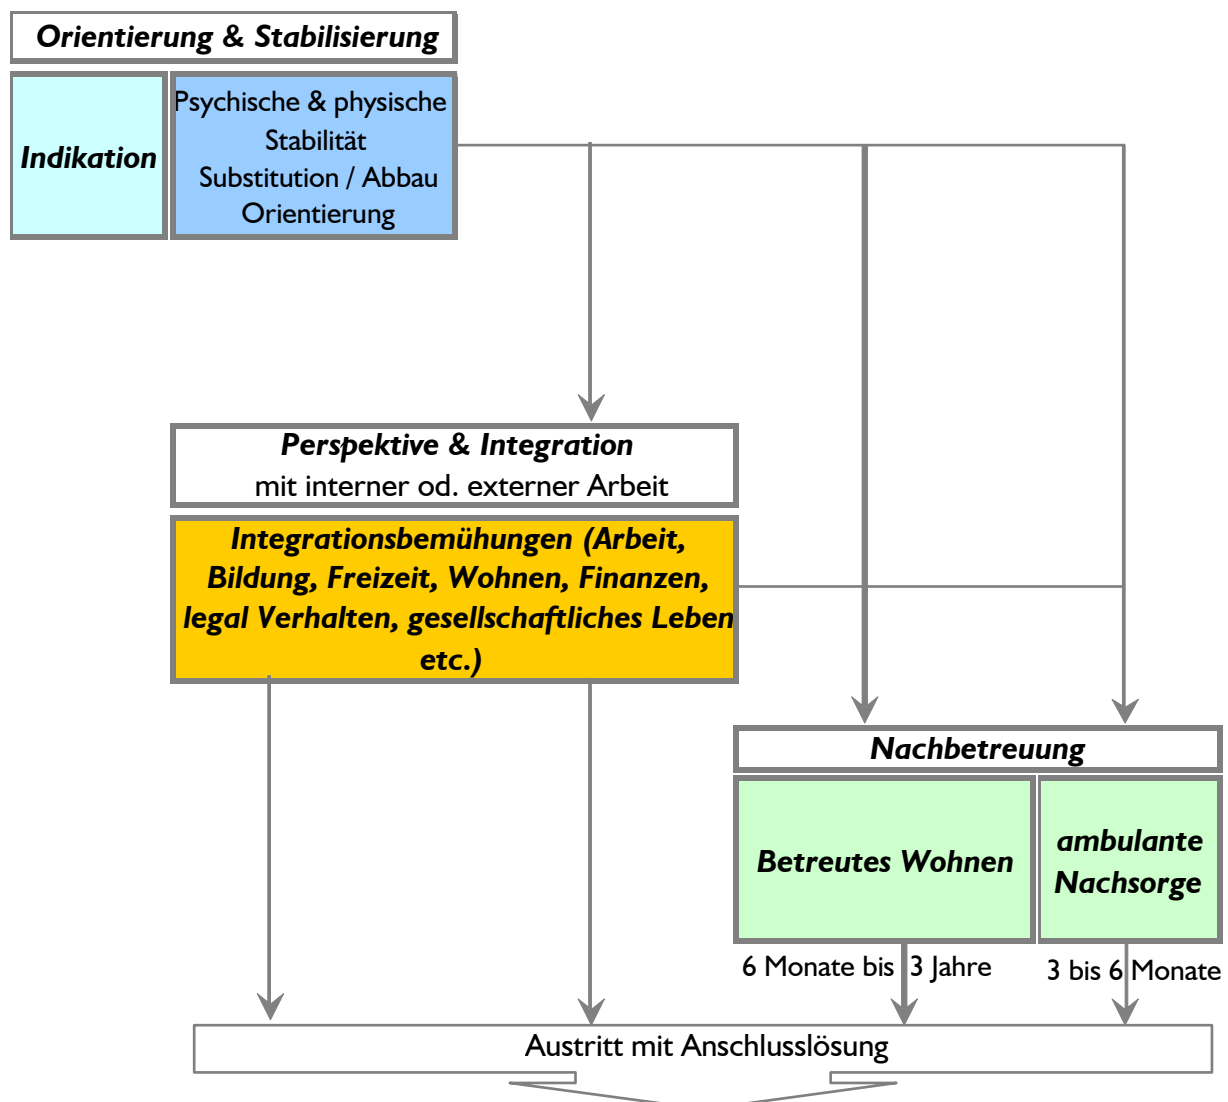 Orientierung & Stabilisierung
Indikation
Psychische & physische
Stabilität
Substitution / Abbau
Orientierung
Perspektive & Integration
mit interner od. externer Arbeit
Integrationsbemühungen (Arbeit,
Bildung, Freizeit, Wohnen, Finanzen,
legal Verhalten, gesellschaftliches Leben
etc.)
Nachbetreuung
Betreutes Wohnen
ambulante
Nachsorge
6 Monate bis 3 Jahre
3 bis 6 Monate
Austritt mit Anschlusslösung